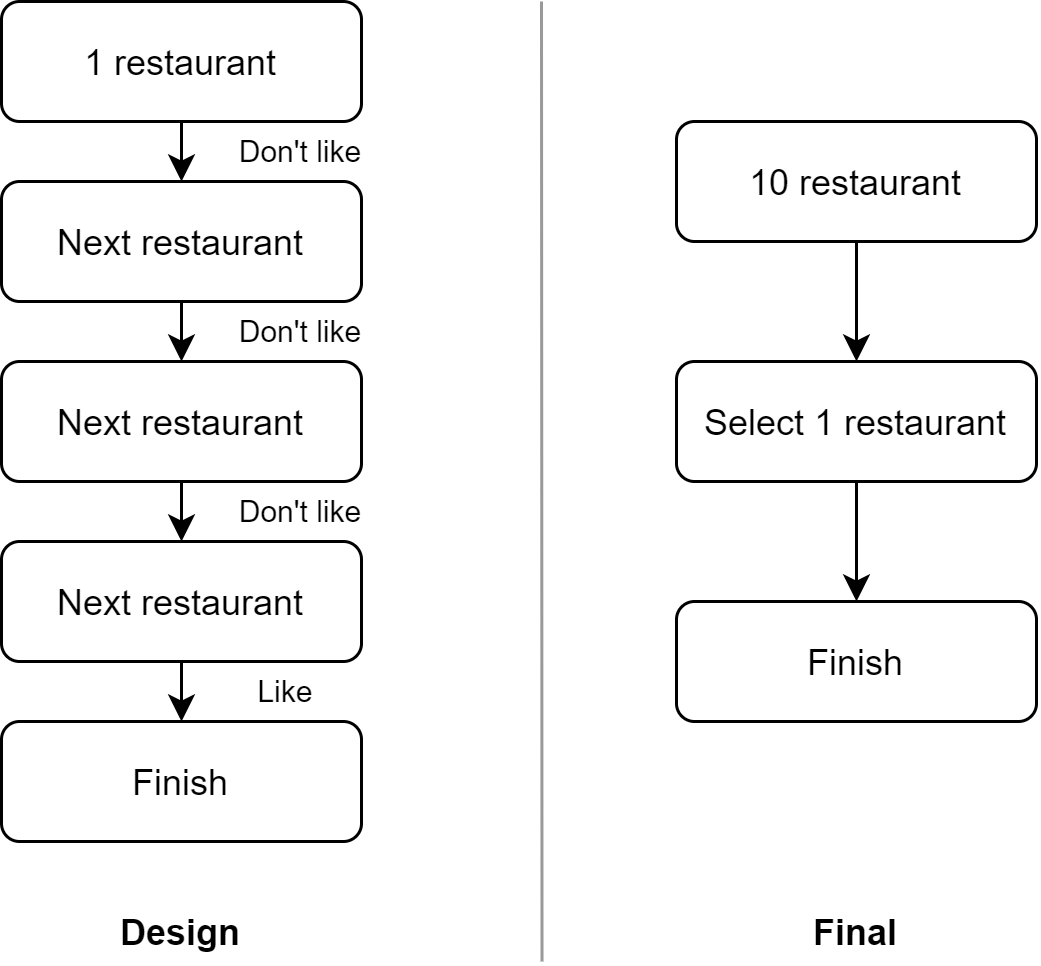 1 restaurant
Don't like
Next restaurant
Don't like
Next restaurant
Don't like
Next restaurant
Like
Finish
Design
10 restaurant
Select 1 restaurant
Finish
Final